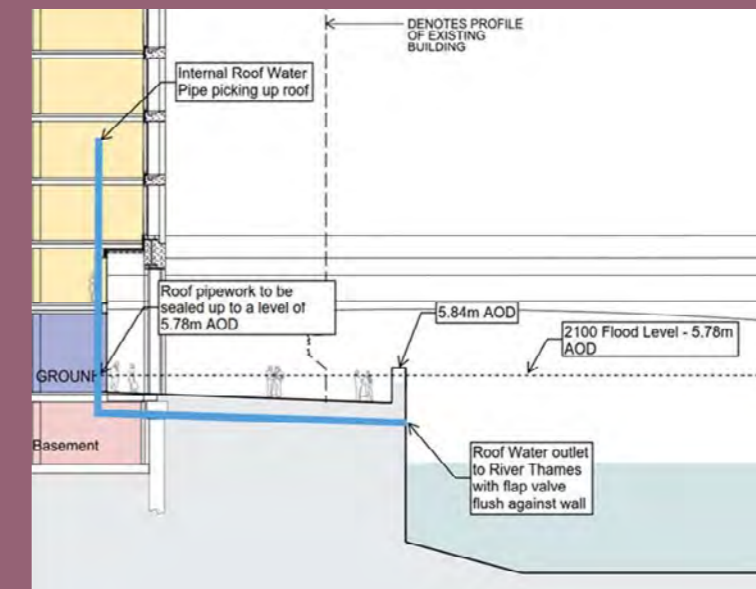 DENOTES PROFILE
OF EXISTING
BUILDING
Internal Roof Water
Pipe picking up roof
Roof pipework to be
sealed up to a level of
5.78m AOD
5.84m AOD
2100 Flood Level - 5.78m
AOD
GROUN
Basement
Roof Water outlet
to River Thames
with flap valve
flush against wall